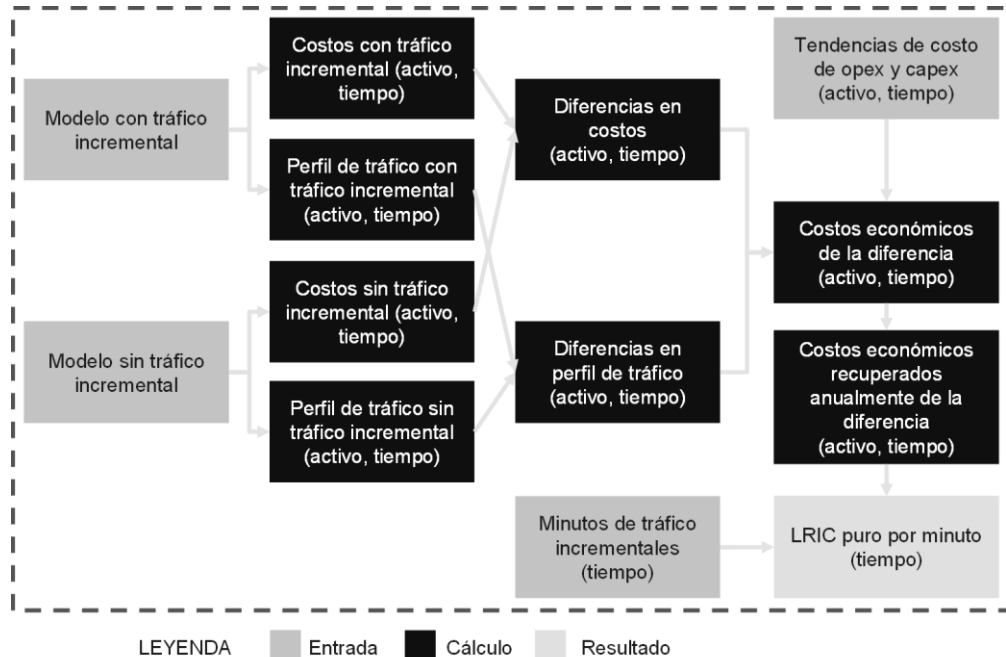 Modelo con tráfico
incremental
Modelo sin tráfico
incremental
Costos con tráfico
incremental (activo,
tiempo)
Perfil de tráfico con
tráfico incremental
(activo, tiempo)
Costos sin tráfico
incremental (activo,
tiempo)
Perfil de tráfico sin
tráfico incremental
(activo, tiempo)
Diferencias en
costos
(activo, tiempo)
Diferencias en
perfil de tráfico
(activo, tiempo)
Minutos de tráfico
incrementales
(tiempo)
Tendencias de costo
de opex y capex
(activo, tiempo)
Costos económicos
de la diferencia
(activo, tiempo)
Costos económicos
recuperados
anualmente de la
diferencia
(activo, tiempo)
LRIC puro por minuto
(tiempo)
LEYENDA
Entrada
Cálculo
Resultado